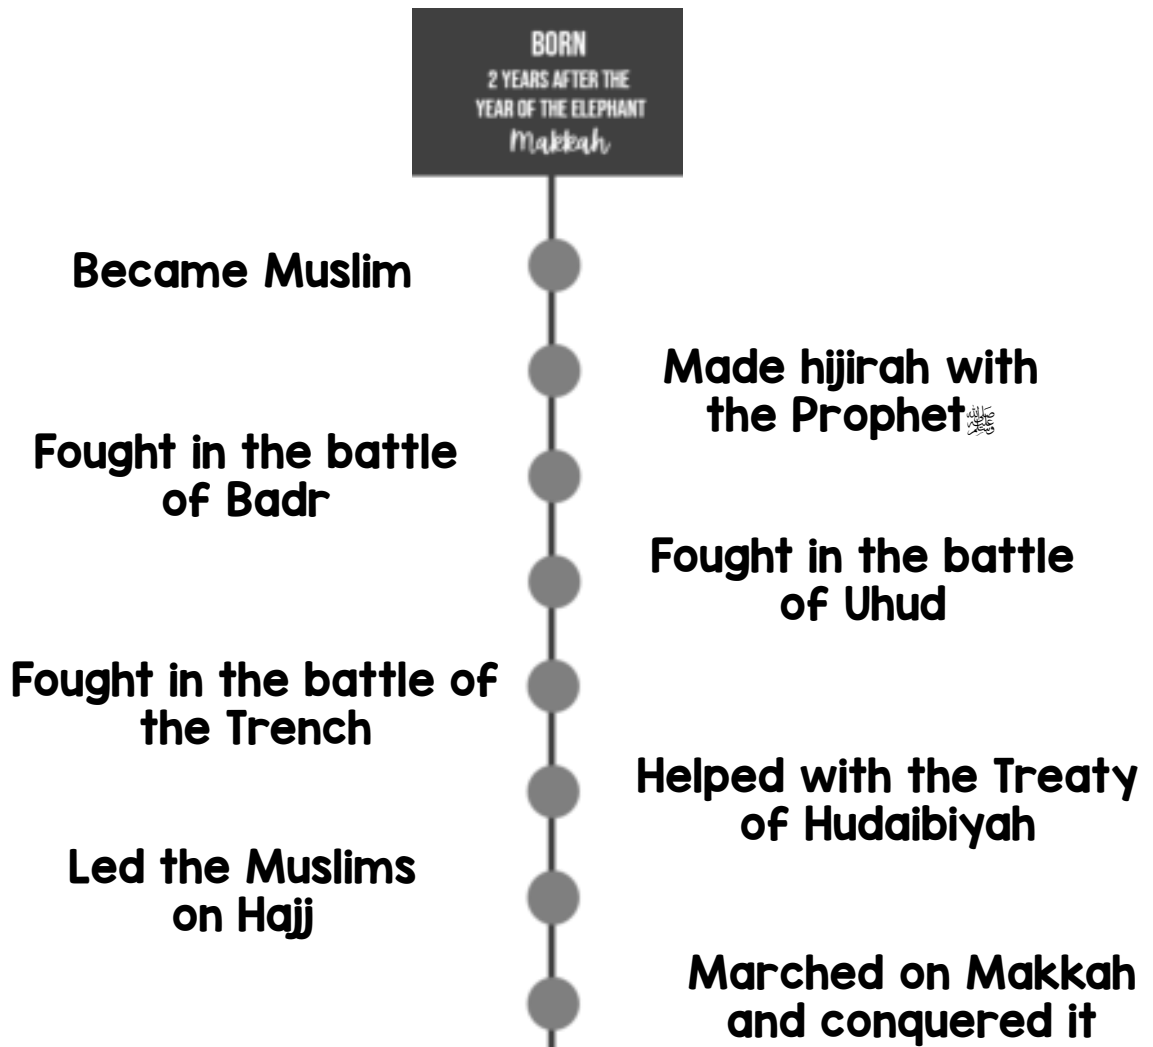 BORN
2 YEARS AFTER THE
YEAR OF THE ELEPHANT
Makkah
Became Muslim
Made hijirah with
the Prophetﷺ
Fought in the battle
of Badr
Fought in the battle
of Uhud
Fought in the battle of
the Trench
Helped with the Treaty
of Hudaibiyah
Led the Muslims
on Hajj
Marched on Makkah
and conquered it